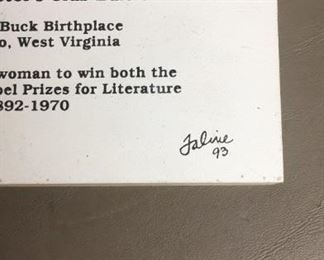 Buck Birthplace
o, West Virginia
woman to win both the
bel Prizes for Literature
892-1970
Jaline
93